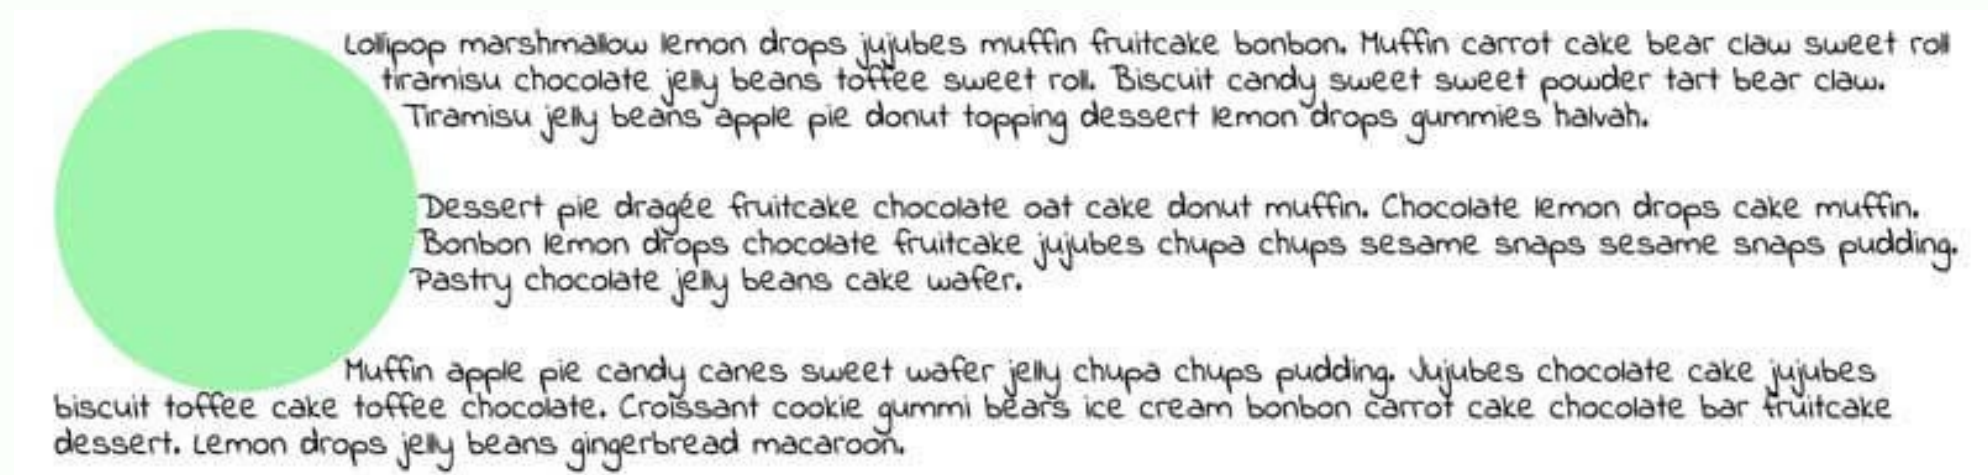 Lollipop marshmallow lemon drops jujubes muffin fruitcake bonbon. Muffin carrot cake bear claw sweet roll
tiramisu chocolate jelly beans toffee sweet roll. Biscuit candy sweet sweet powder tart bear claw.
Tiramisu jelly beans apple pie donut topping dessert lemon drops gummies halvah.
Dessert pie dragée fruitcake chocolate oat cake donut muffin. Chocolate lemon drops cake muffin.
Bonbon lemon drops chocolate fruitcake jujubes chupa chups sesame snaps sesame snaps pudding.
Pastry chocolate jelly beans cake wafer.
Muffin apple pie candy canes sweet wafer jelly chupa chups pudding. Jujubes chocolate cake jujubes
biscuit toffee cake toffee chocolate. Croissant cookie gummi bears ice cream bonbon carrot cake chocolate bar fruitcake
dessert. Lemon drops jelly beans gingerbread macaroon.